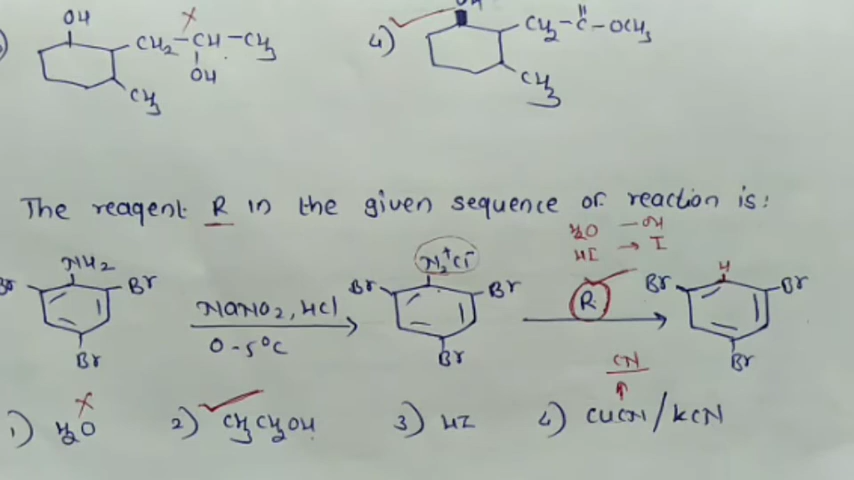 OH
CH₂-CH-CH₃
OH
CH₃
4)
CH₂-C-OCH₃
CH₃
The reagent R in the given sequence of reaction is:
H₂O - OH
HI → I
NH₂
Br Br
Br
NaNO₂, HCl
0-5°C
N₂⁺Cl⁻
Br Br
Br
R
H
Br Br
Br
CN
1) H₂O 2) CH₃CH₂OH 3) HI 4) CuCN/KCN